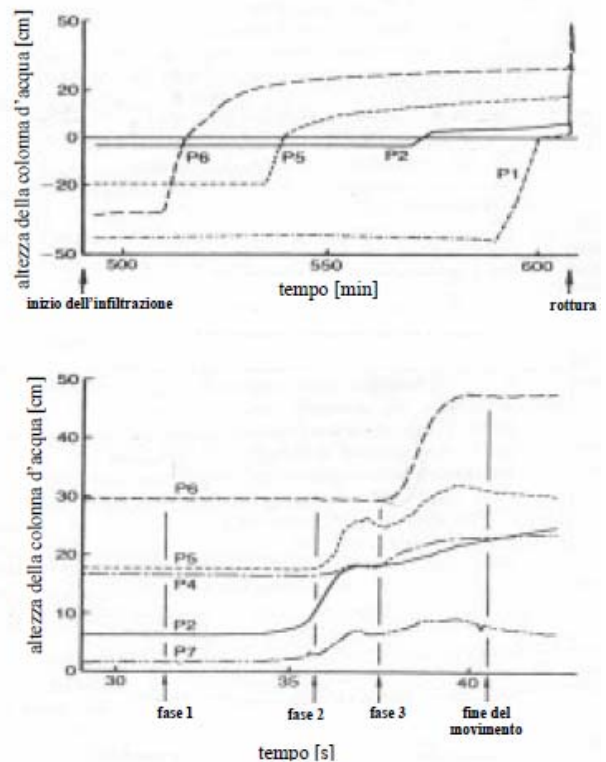 altezza della colonna d'acqua [cm]
50
20
0
-20
-50
P6
P5
P2
P1
500
550
600
tempo [min]
inizio dell'infiltrazione
rottura
altezza della colonna d'acqua [cm]
50
40
30
20
10
0
P6
P5
P4
P2
P7
30
35
40
fase 1
fase 2
fase 3
fine del
movimento
tempo [s]